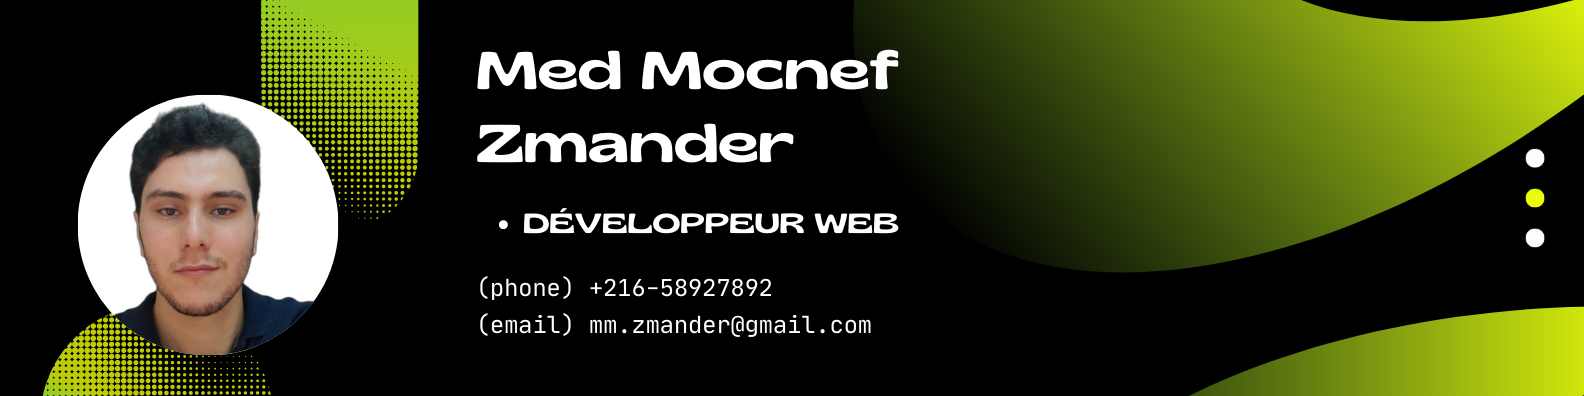 Med Mocnef
Zmander
• DÉVELOPPEUR WEB
(phone) +216-58927892
(email) mm.zmander@gmail.com